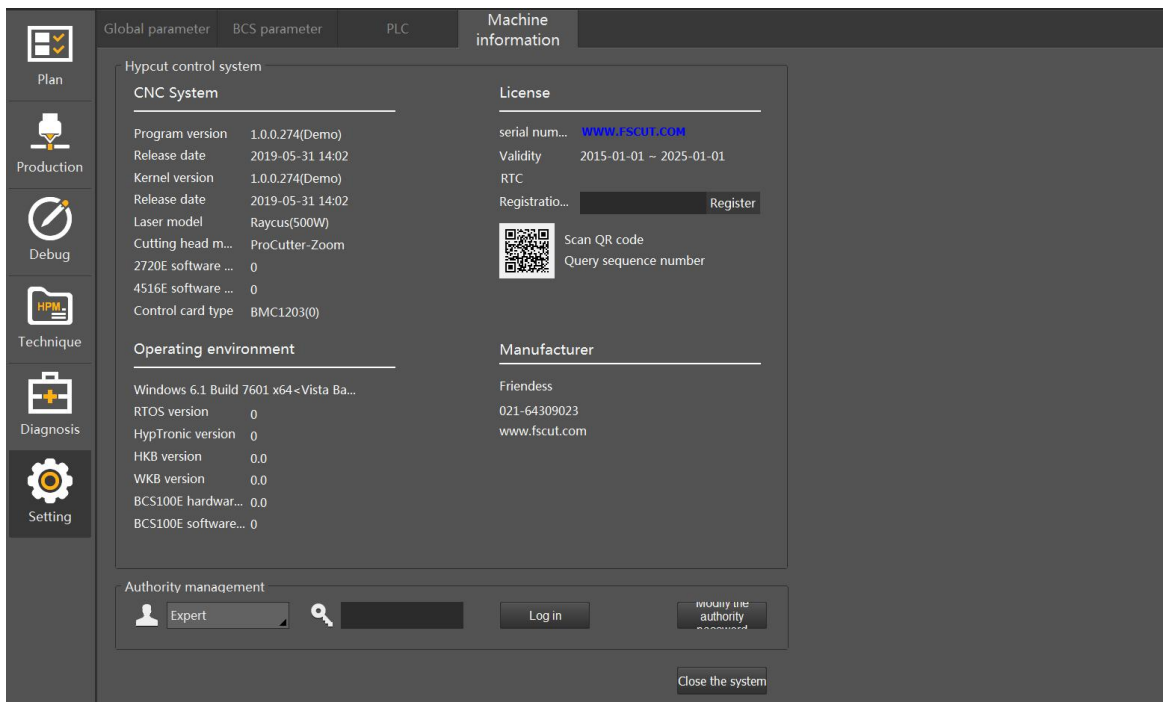 Global parameter
BCS parameter
PLC
Machine
information
Plan
Production
Debug
HPM
Technique
Diagnosis
Setting
Hypcut control system
CNC System
Program version 1.0.0.274(Demo)
Release date 2019-05-31 14:02
Kernel version 1.0.0.274(Demo)
Release date 2019-05-31 14:02
Laser model Raycus(500W)
Cutting head m... ProCutter-Zoom
2720E software ... 0
4516E software ... 0
Control card type BMC1203(0)
License
serial num... WWW.FSCUT.COM
Validity 2015-01-01 ~ 2025-01-01
RTC
Registratio... Register
Scan QR code
Query sequence number
Operating environment
Windows 6.1 Build 7601 x64<Vista Ba...
RTOS version 0
HypTronic version 0
HKB version 0.0
WKB version 0.0
BCS100E hardwar... 0.0
BCS100E software... 0
Manufacturer
Friendess
021-64309023
www.fscut.com
Authority management
Expert
Log in
Modify the
authority
password
Close the system